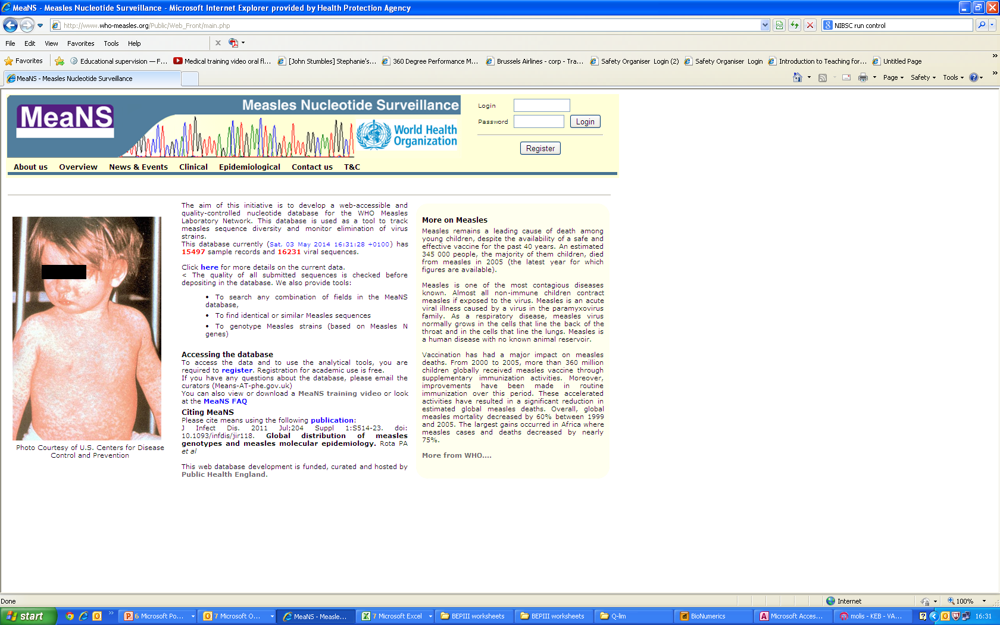 MeaNS - Measles Nucleotide Surveillance - Microsoft Internet Explorer provided by Health Protection Agency
http://www.who-measles.org/Public/Web_Front/main.php
NIBSC run control
File Edit View Favorites Tools Help
Favorites Educational supervision — F... Medical training video oral fl... [John Stumbles] Stephanie's... 360 Degree Performance M... Brussels Airlines - corp - Tra... Safety Organiser Login (2) Safety Organiser Login Introduction to Teaching for... Untitled Page
MeaNS - Measles Nucleotide Surveillance
Page Safety Tools
MeaNS
Measles Nucleotide Surveillance
World Health
Organization
Login
Password Login
Register
About us Overview News & Events Clinical Epidemiological Contact us T&C
Photo Courtesy of U.S. Centers for Disease
Control and Prevention
The aim of this initiative is to develop a web-accessible and
quality-controlled nucleotide database for the WHO Measles
Laboratory Network. This database is used as a tool to track
measles sequence diversity and monitor elimination of virus
strains.
This database currently (Sat, 03 May 2014 16:31:28 +0100) has
15497 sample records and 16231 viral sequences.
Click here for more details on the current data.
< The quality of all submitted sequences is checked before
depositing in the database. We also provide tools:
• To search any combination of fields in the MeaNS
database,
• To find identical or similar Measles sequences
• To genotype Measles strains (based on Measles N
genes)
Accessing the database
To access the data and to use the analytical tools, you are
required to register. Registration for academic use is free.
If you have any questions about the database, please email the
curators (Means-AT-phe.gov.uk)
You can also view or download a MeaNS training video or look
at the MeaNS FAQ
Citing MeaNS
Please cite means using the following publication:
J Infect Dis. 2011 Jul;204 Suppl 1:S514-23. doi:
10.1093/infdis/jir118. Global distribution of measles
genotypes and measles molecular epidemiology. Rota PA
et al
This web database development is funded, curated and hosted by
Public Health England.
More on Measles
Measles remains a leading cause of death among
young children, despite the availability of a safe and
effective vaccine for the past 40 years. An estimated
345 000 people, the majority of them children, died
from measles in 2005 (the latest year for which
figures are available).
Measles is one of the most contagious diseases
known. Almost all non-immune children contract
measles if exposed to the virus. Measles is an acute
viral illness caused by a virus in the paramyxovirus
family. As a respiratory disease, measles virus
normally grows in the cells that line the back of the
throat and in the cells that line the lungs. Measles is
a human disease with no known animal reservoir.
Vaccination has had a major impact on measles
deaths. From 2000 to 2005, more than 360 million
children globally received measles vaccine through
supplementary immunization activities. Moreover,
improvements have been made in routine
immunization over this period. These accelerated
activities have resulted in a significant reduction in
estimated global measles deaths. Overall, global
measles mortality decreased by 60% between 1999
and 2005. The largest gains occurred in Africa where
measles cases and deaths decreased by nearly
75%.
More from WHO....
Done Internet 100%
start 6 Microsoft Po... 7 Microsoft O... MeaNS - Measle... 7 Microsoft Excel BEPIII worksheets BEPIII worksheets Q-lim BioNumerics Microsoft Acces... molis - KEB - VA... 16:31